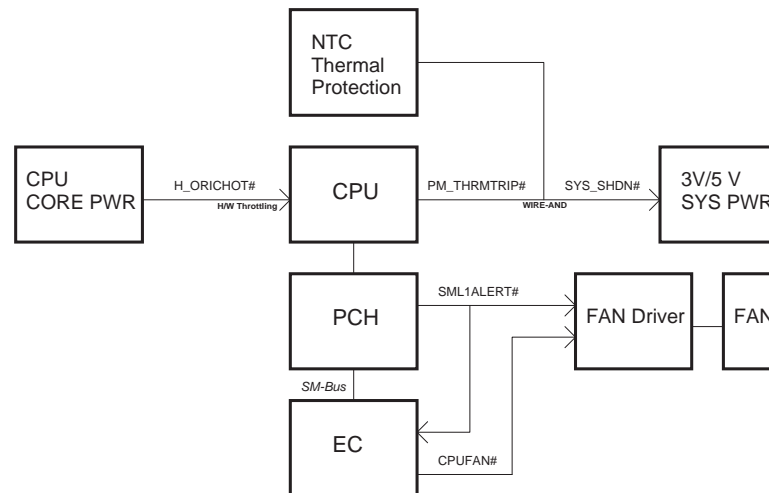 NTC
Thermal
Protection
CPU
CORE PWR
H_ORICHOT#
H/W Throttling
CPU
PM_THRMTRIP#
WIRE-AND
SYS_SHDN#
3V/5 V
SYS PWR
PCH
SML1ALERT#
FAN Driver
FAN
SM-Bus
EC
CPUFAN#